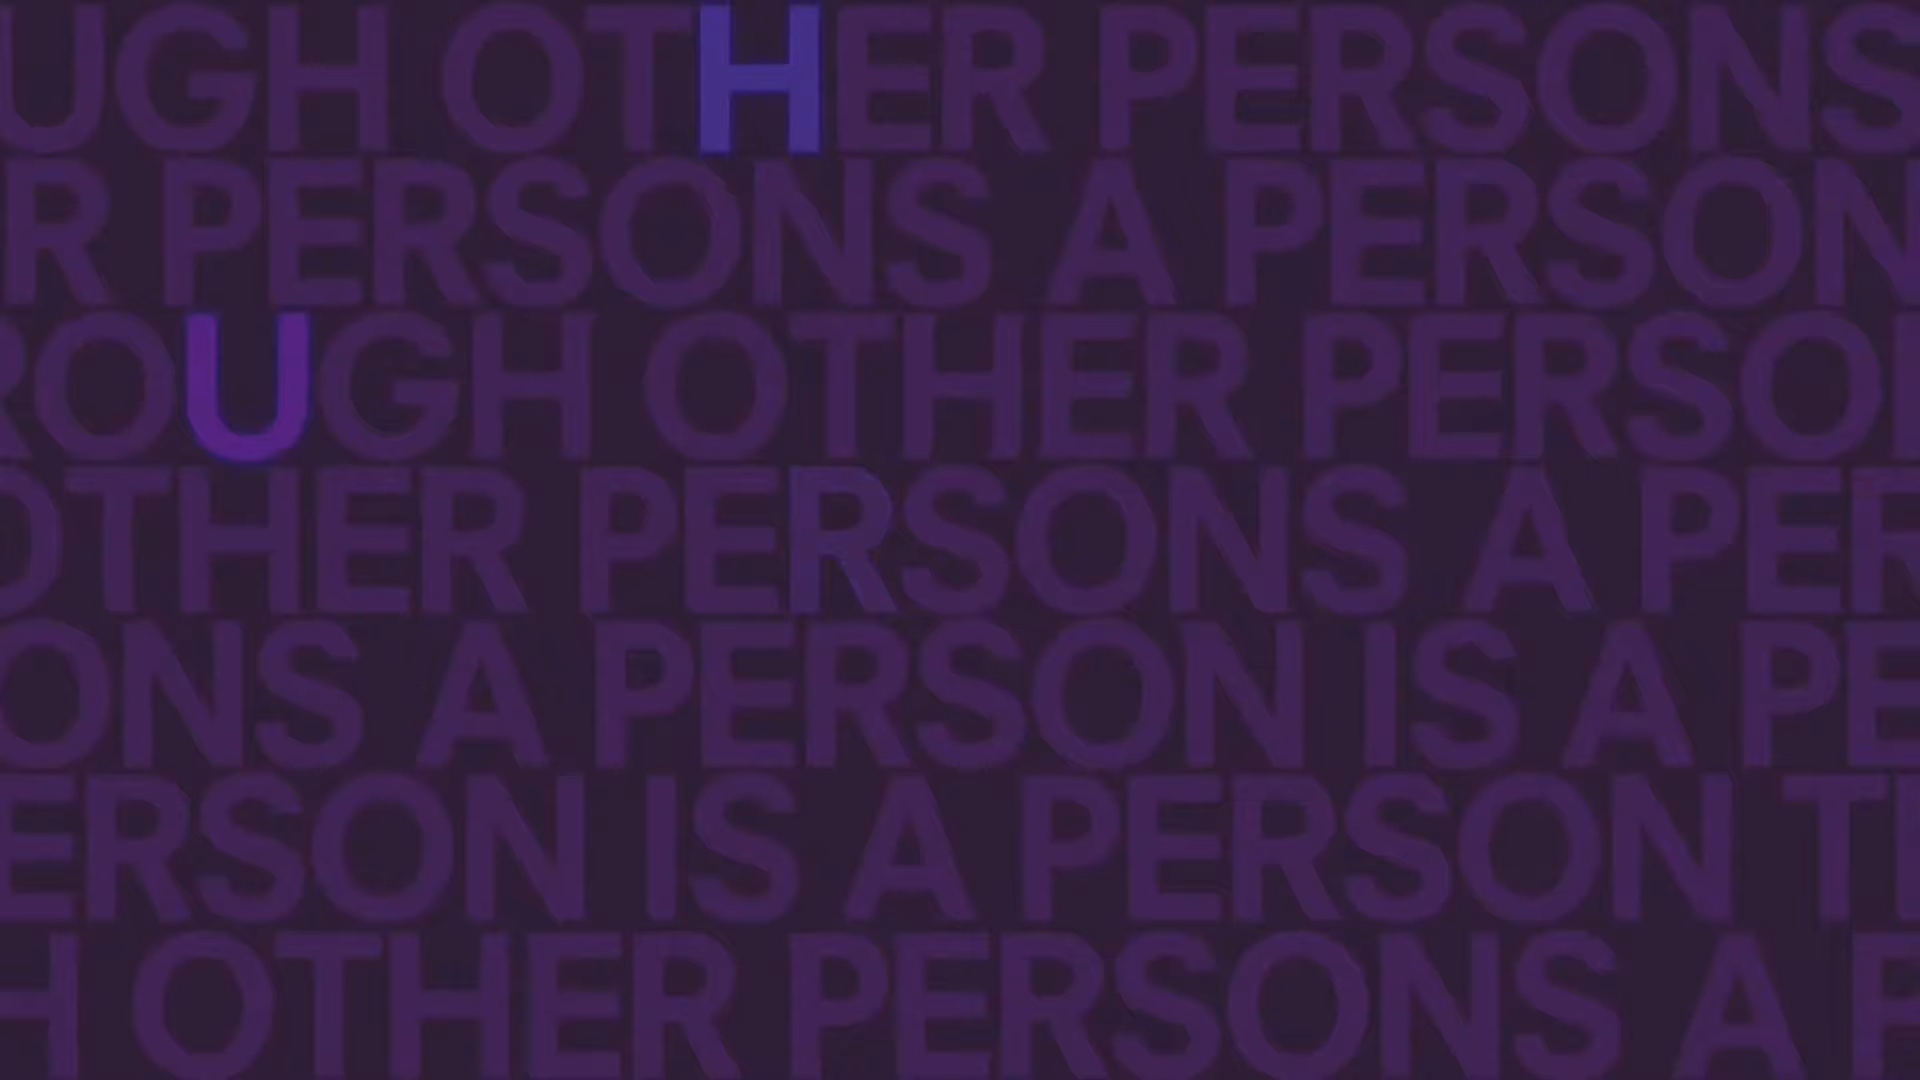 UGH OTHER PERSONS
R PERSONS A PERSON
ROUGH OTHER PERSO
OTHER PERSONS A PER
ONS A PERSON IS A PE
ERSON IS A PERSON T
H OTHER PERSONS A P